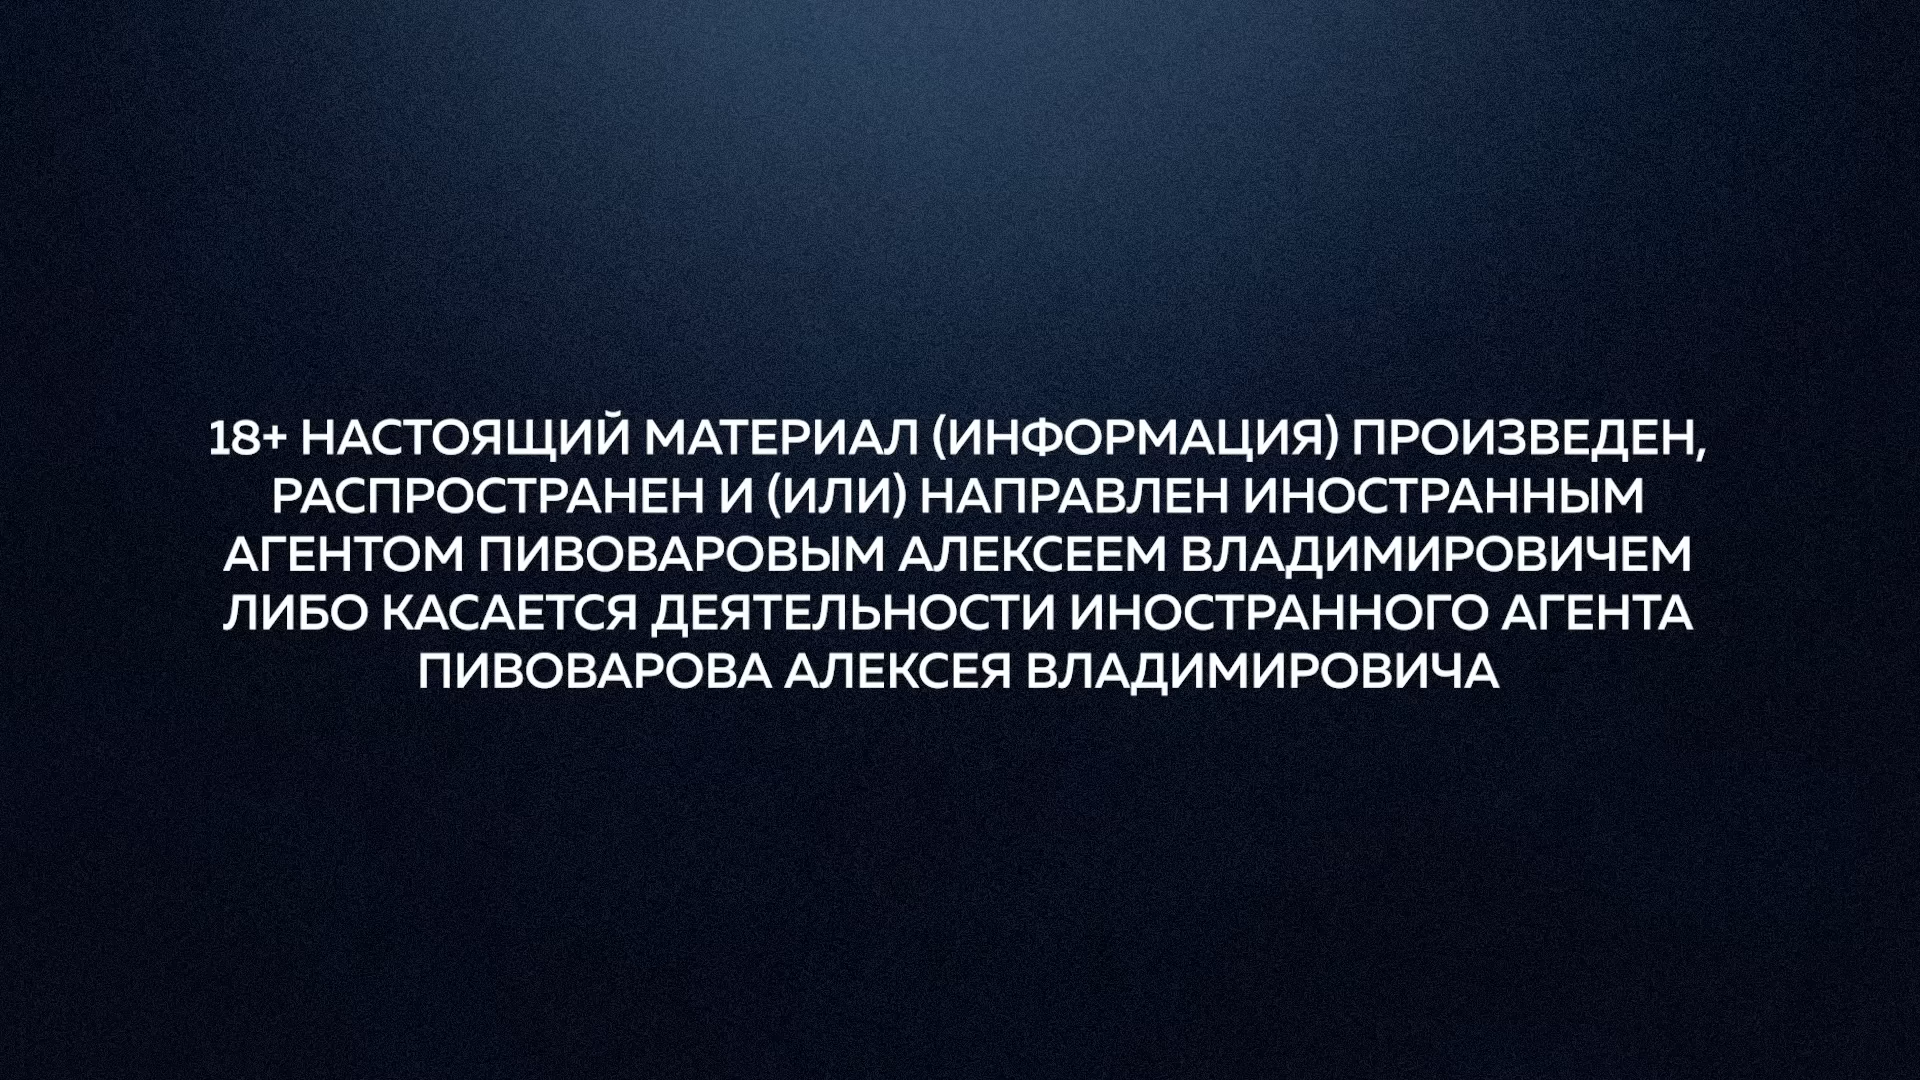 18+ НАСТОЯЩИЙ МАТЕРИАЛ (ИНФОРМАЦИЯ) ПРОИЗВЕДЕН,
РАСПРОСТРАНЕН И (ИЛИ) НАПРАВЛЕН ИНОСТРАННЫМ
АГЕНТОМ ПИВОВАРОВЫМ АЛЕКСЕЕМ ВЛАДИМИРОВИЧЕМ
ЛИБО КАСАЕТСЯ ДЕЯТЕЛЬНОСТИ ИНОСТРАННОГО АГЕНТА
ПИВОВАРОВА АЛЕКСЕЯ ВЛАДИМИРОВИЧА